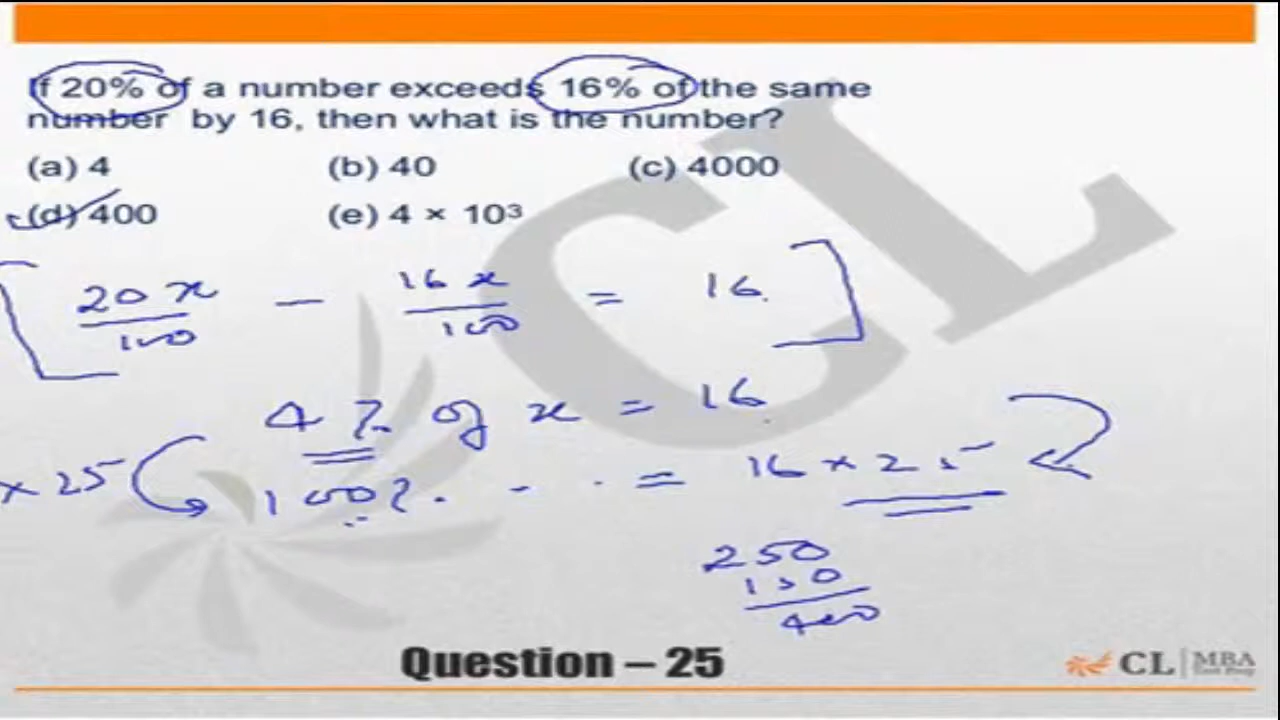 If 20% of a number exceeds 16% of the same
number by 16, then what is the number?
(a) 4 (b) 40 (c) 4000
(d) 400 (e) 4 × 10³
20x/100 − 16x/100 = 16
4% of x = 16
×25 100% . - . = 16 × 25
250
150
400
Question – 25
CL MBA
CL